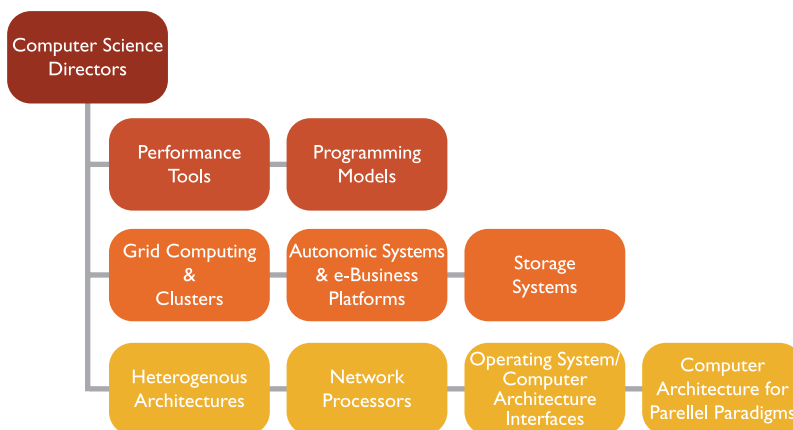 Computer Science
Directors
Performance
Tools
Programming
Models
Grid Computing
&
Clusters
Autonomic Systems
& e-Business
Platforms
Storage
Systems
Heterogenous
Architectures
Network
Processors
Operating System/
Computer
Architecture
Interfaces
Computer
Architecture for
Parellel Paradigms